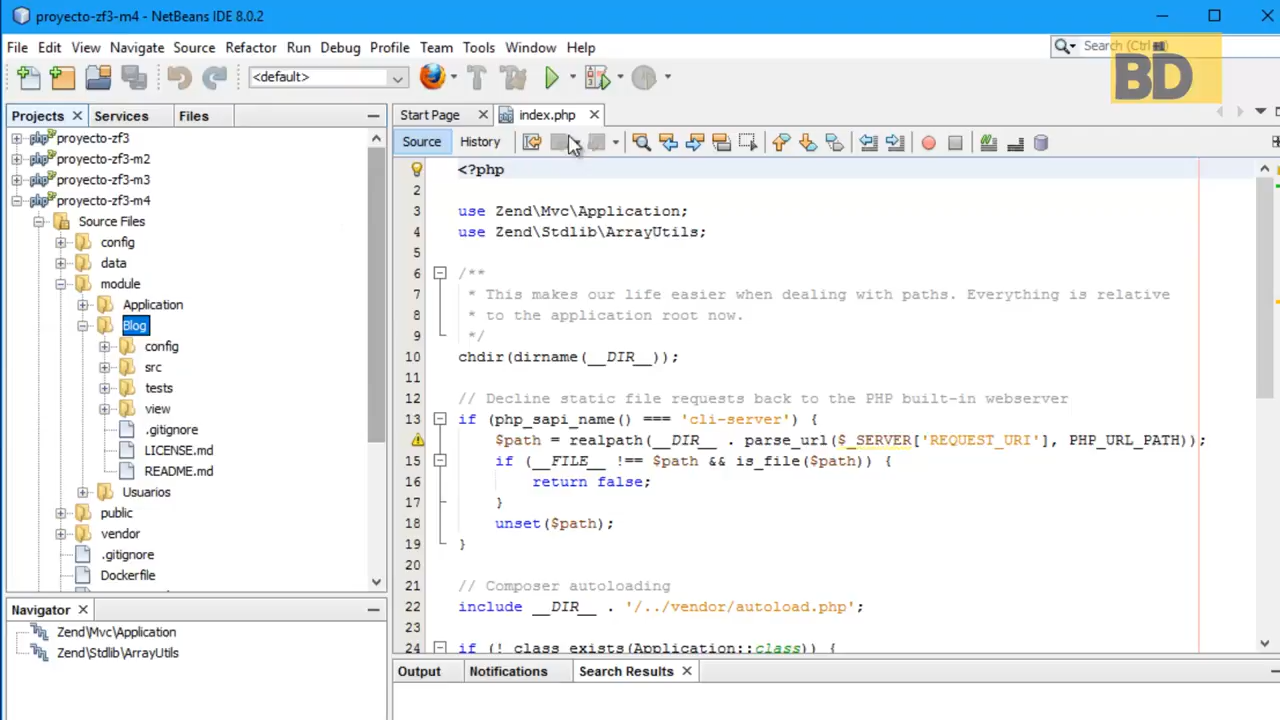 proyecto-zf3-m4 - NetBeans IDE 8.0.2
File Edit View Navigate Source Refactor Run Debug Profile Team Tools Window Help
Search (Ctrl+I)
BD
<default>
Projects Services Files
Start Page index.php
Source History
proyecto-zf3
proyecto-zf3-m2
proyecto-zf3-m3
proyecto-zf3-m4
Source Files
config
data
module
Application
Blog
config
src
tests
view
.gitignore
LICENSE.md
README.md
Usuarios
public
vendor
.gitignore
Dockerfile
<?php
2
3 use Zend\Mvc\Application;
4 use Zend\Stdlib\ArrayUtils;
5
6 /**
7 * This makes our life easier when dealing with paths. Everything is relative
8 * to the application root now.
9 */
10 chdir(dirname(__DIR__));
11
12 // Decline static file requests back to the PHP built-in webserver
13 if (php_sapi_name() === 'cli-server') {
$path = realpath(__DIR__ . parse_url($_SERVER['REQUEST_URI'], PHP_URL_PATH));
15 if (__FILE__ !== $path && is_file($path)) {
16 return false;
17 }
18 unset($path);
19 }
20
21 // Composer autoloading
22 include __DIR__ . '/../vendor/autoload.php';
23
24 if (! class_exists(Application::class)) {
Navigator
Zend\Mvc\Application
Zend\Stdlib\ArrayUtils
Output Notifications Search Results